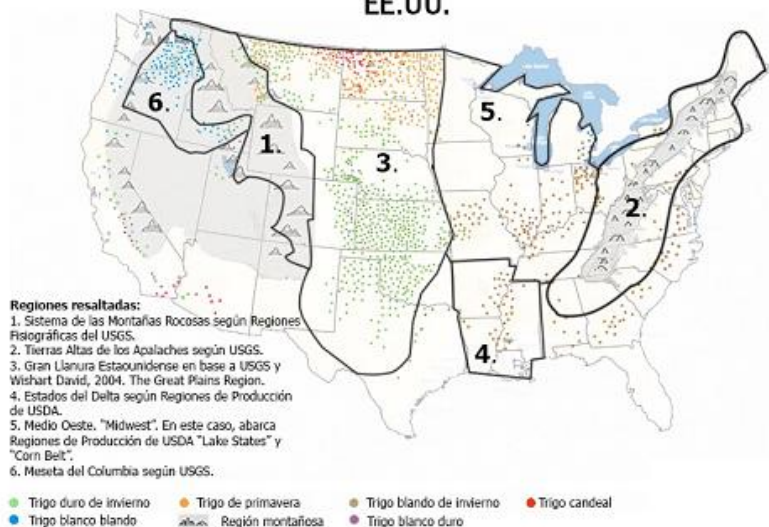 EE.UU.
6.
1.
3.
5.
2.
4.
Regiones resaltadas:
1. Sistema de las Montañas Rocosas según Regiones
Fisiográficas del USGS.
2. Tierras Altas de los Apalaches según USGS.
3. Gran Llanura Estaounidense en base a USGS y
Wishart David, 2004. The Great Plains Region.
4. Estados del Delta según Regiones de Producción
de USDA.
5. Medio Oeste. "Midwest". En este caso, abarca
Regiones de Producción de USDA "Lake States" y
"Corn Belt".
6. Meseta del Columbia según USGS.
Trigo duro de invierno
Trigo de primavera
Trigo blando de invierno
Trigo candeal
Trigo blanco blando
Región montañosa
Trigo blanco duro